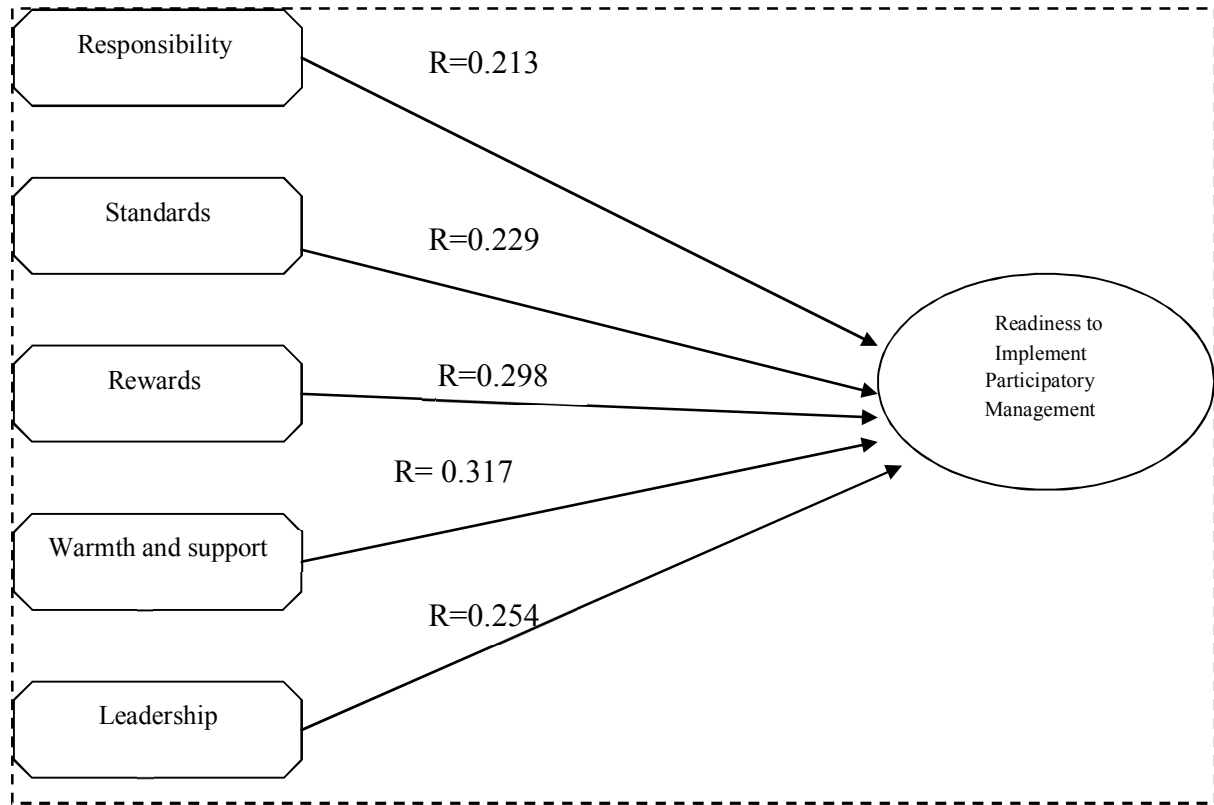 Responsibility
R=0.213
Standards
R=0.229
Rewards
R=0.298
Readiness to
Implement
Participatory
Management
R= 0.317
Warmth and support
R=0.254
Leadership